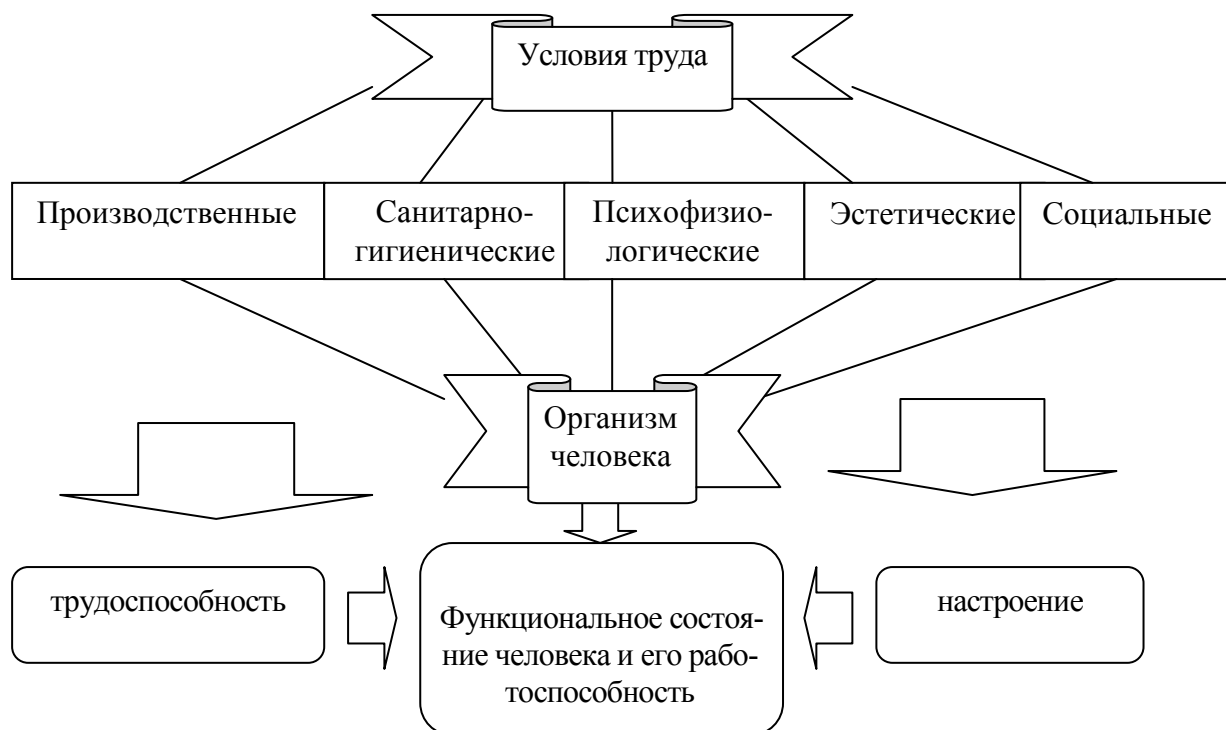 Условия труда
Производственные
Санитарно-
гигиенические
Психофизио-
логические
Эстетические
Социальные
Организм
человека
трудоспособность
Функциональное состоя-
ние человека и его рабо-
тоспособность
настроение